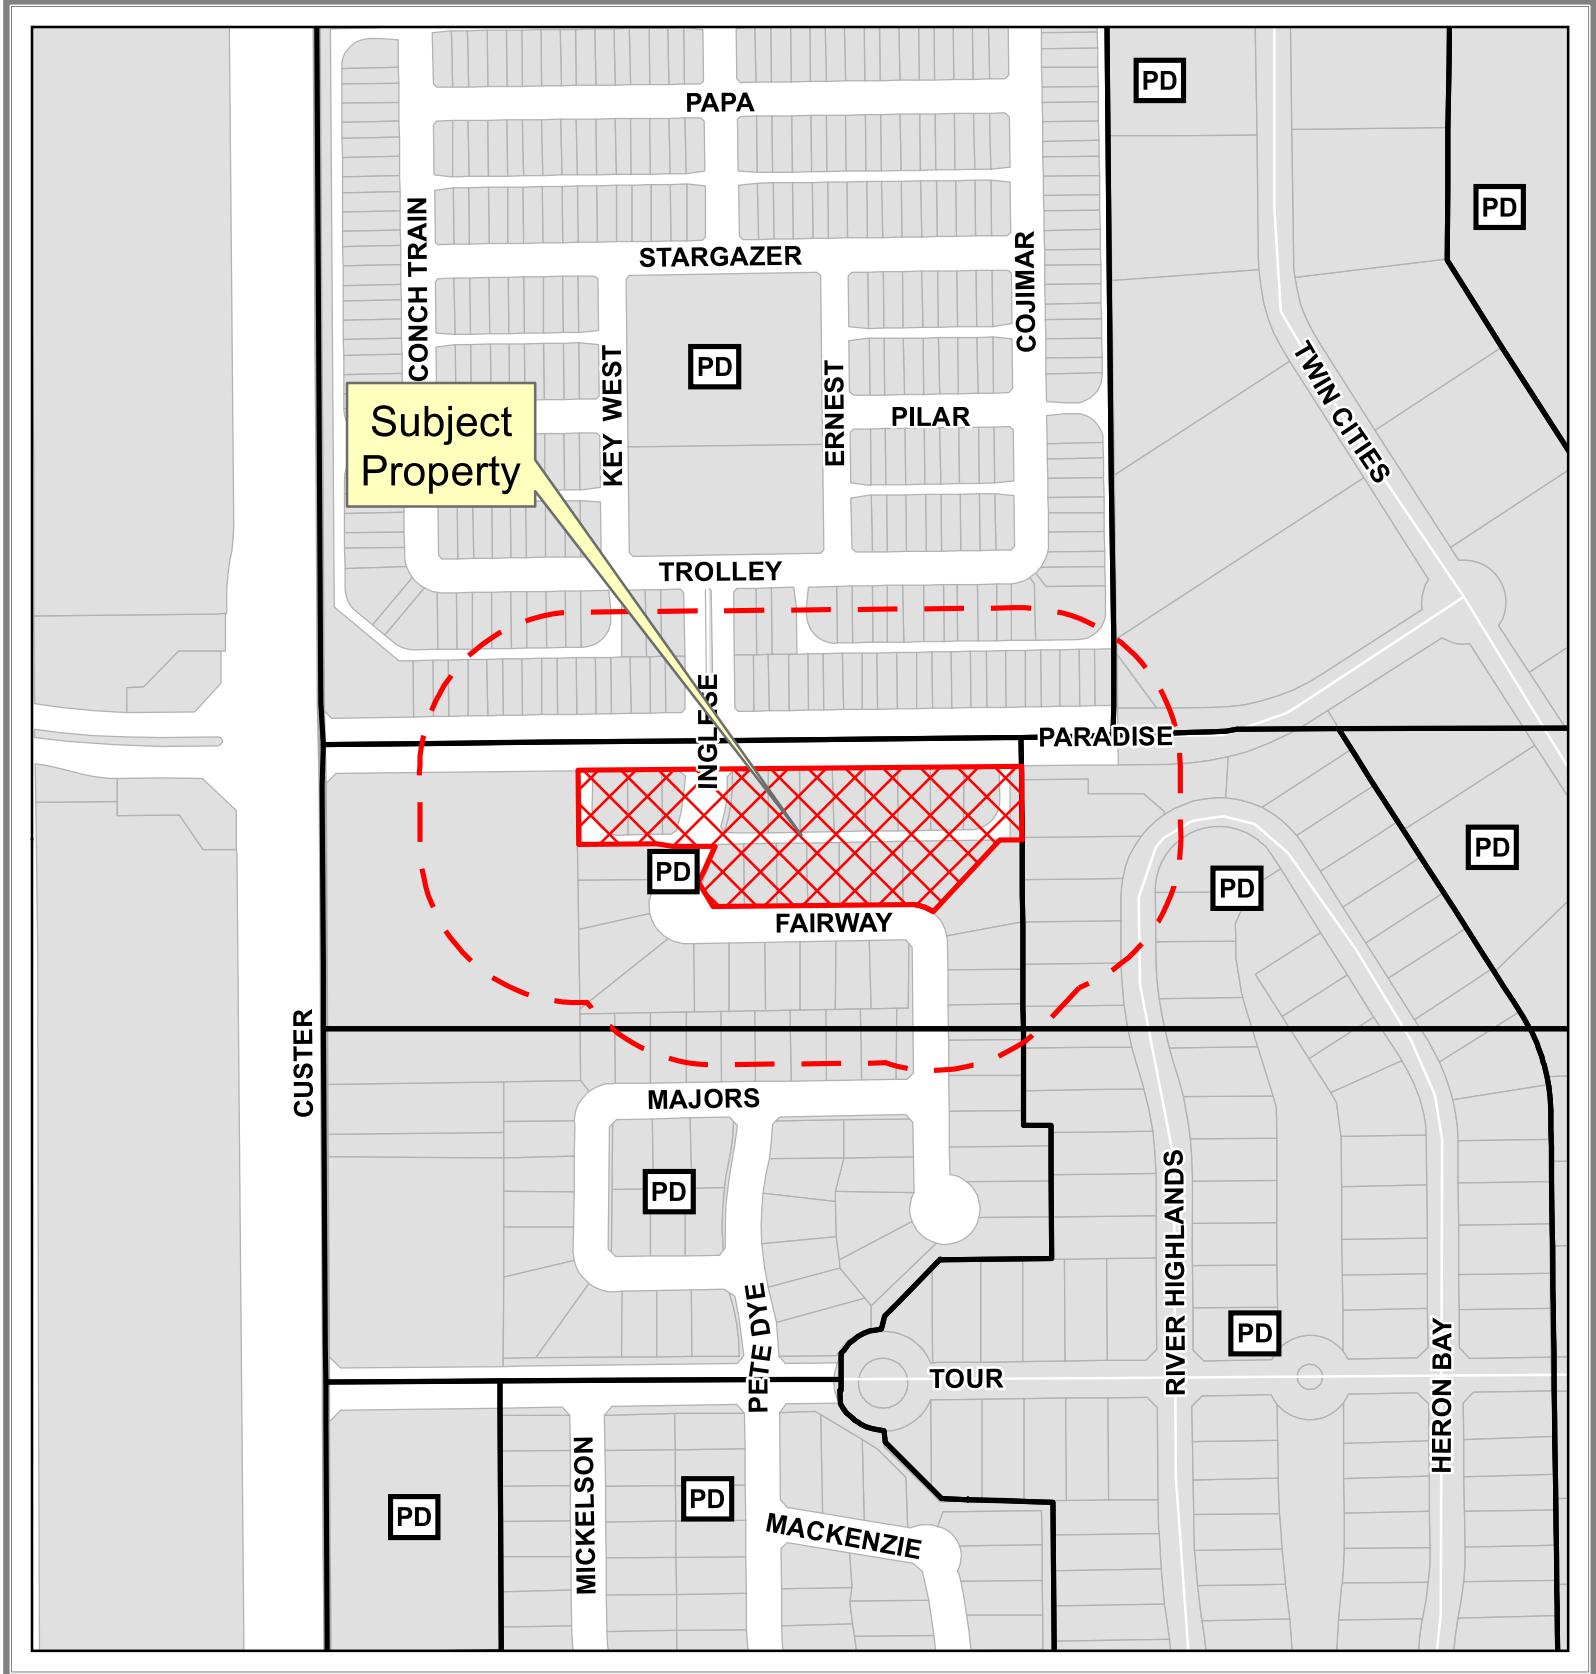 PD
PAPA
PD
CONCH TRAIN
STARGAZER
COJIMAR
PD
KEY WEST
ERNEST
PILAR
TWIN CITIES
Subject
Property
TROLLEY
INGLESE
PARADISE
PD
PD
PD
FAIRWAY
CUSTER
MAJORS
PD
RIVER HIGHLANDS
PETE DYE
PD
HERON BAY
TOUR
MICKELSON
PD
PD
MACKENZIE